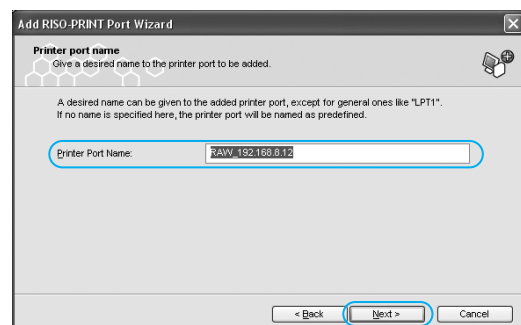 Add RISO-PRINT Port Wizard
Printer port name
Give a desired name to the printer port to be added.
A desired name can be given to the added printer port, except for general ones like "LPT1".
If no name is specified here, the printer port will be named as predefined.
Printer Port Name: RAW_192.168.8.12
< Back Next > Cancel